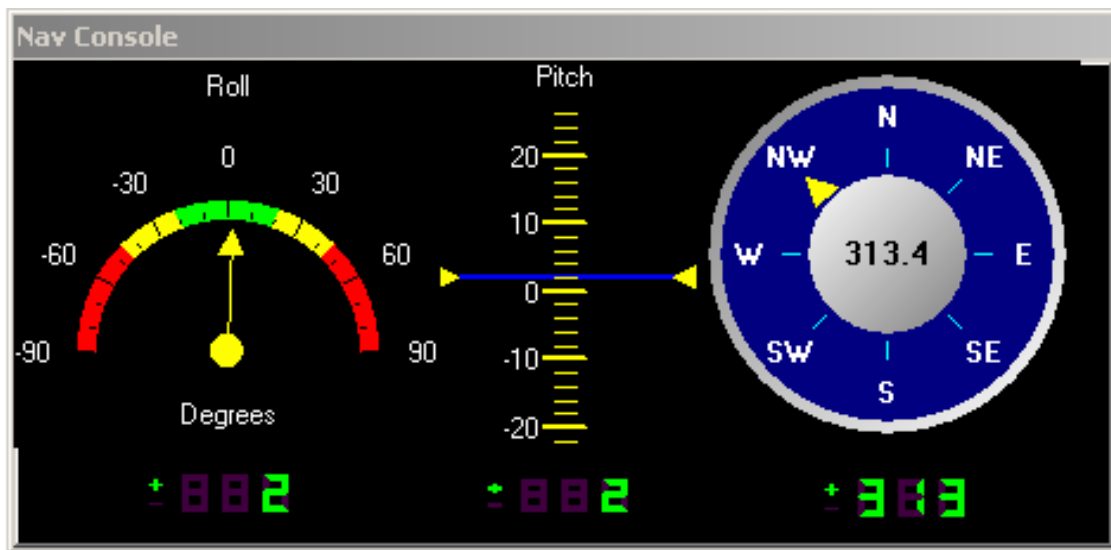 Nav Console
Roll
0
-30
30
-60
60
-90
90
Degrees
+ 2
Pitch
20
10
0
-10
-20
+ 2
N
NW
NE
W
313.4
E
SW
SE
S
+ 313